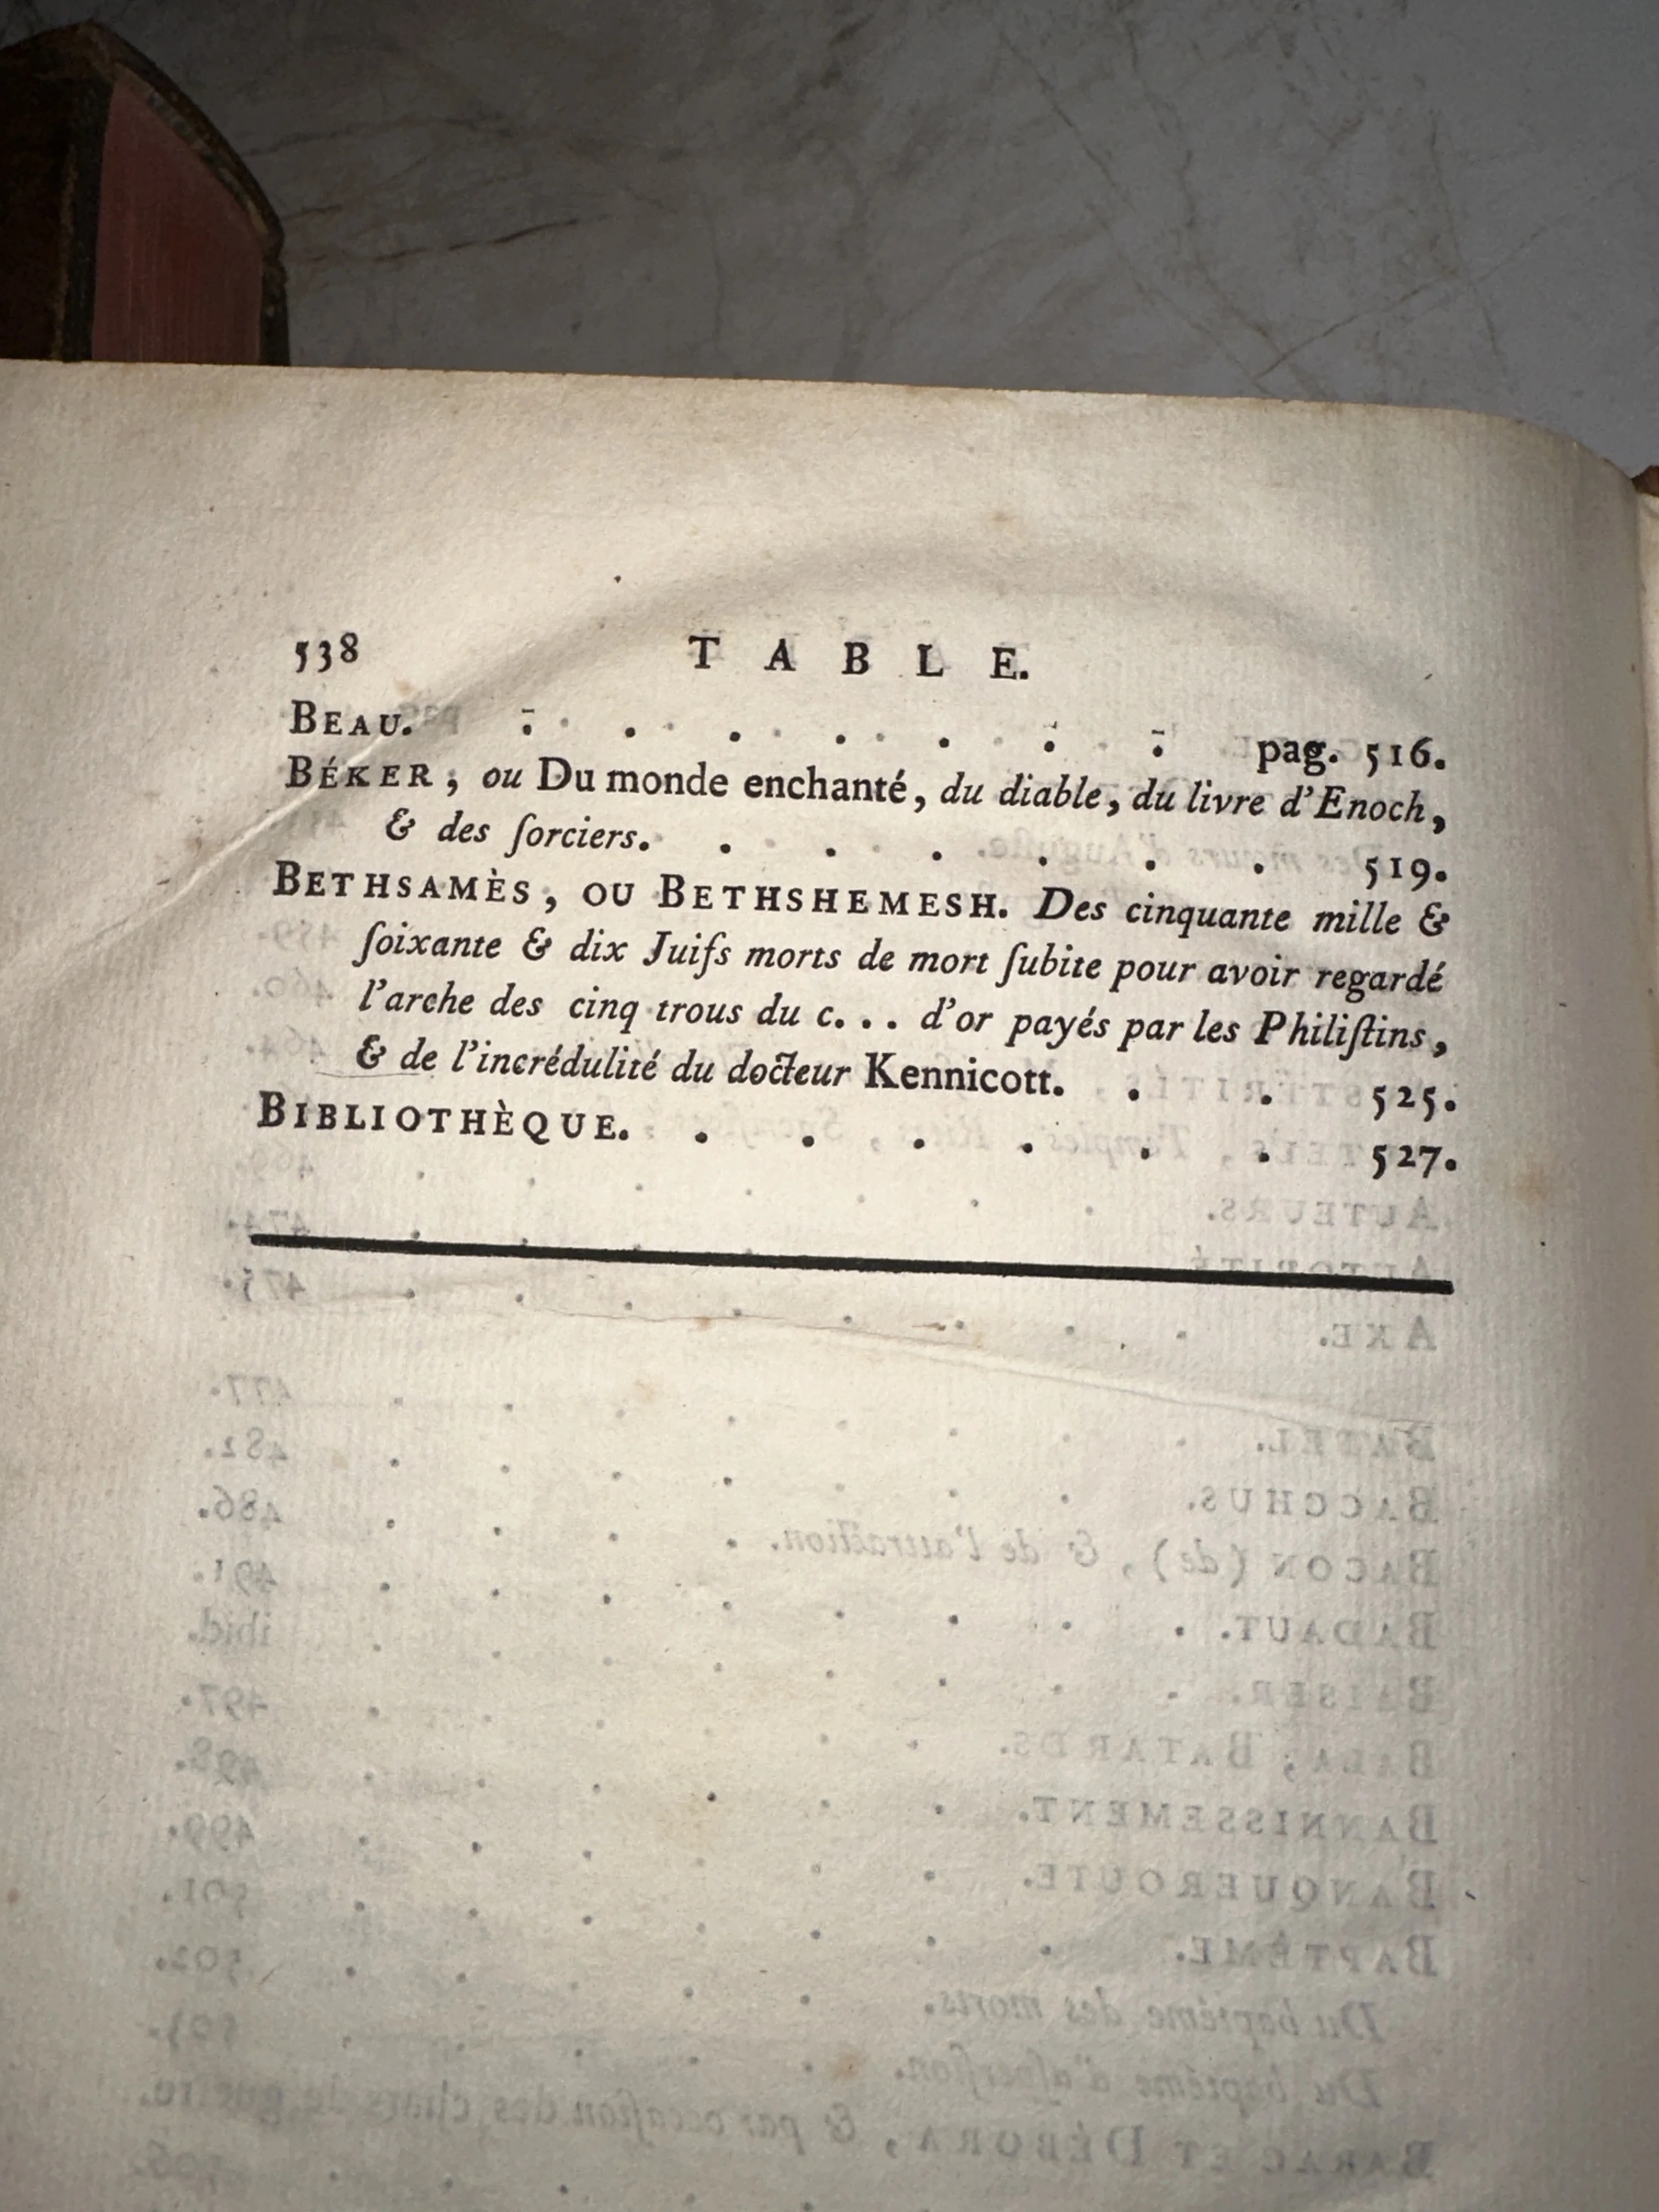 538 TABLE.
BEAU. . . . . . . . pag. 516.
BÉKER, ou Du monde enchanté, du diable, du livre d'Enoch,
& des ſorciers. . . . . . . 519.
BETHSAMÈS, OU BETHSHEMESH. Des cinquante mille &
ſoixante & dix Juifs morts de mort ſubite pour avoir regardé
l'arche des cinq trous du c... d'or payés par les Philiſtins,
& de l'incrédulité du docteur Kennicott. . . 525.
BIBLIOTHÈQUE. . . . . . . 527.